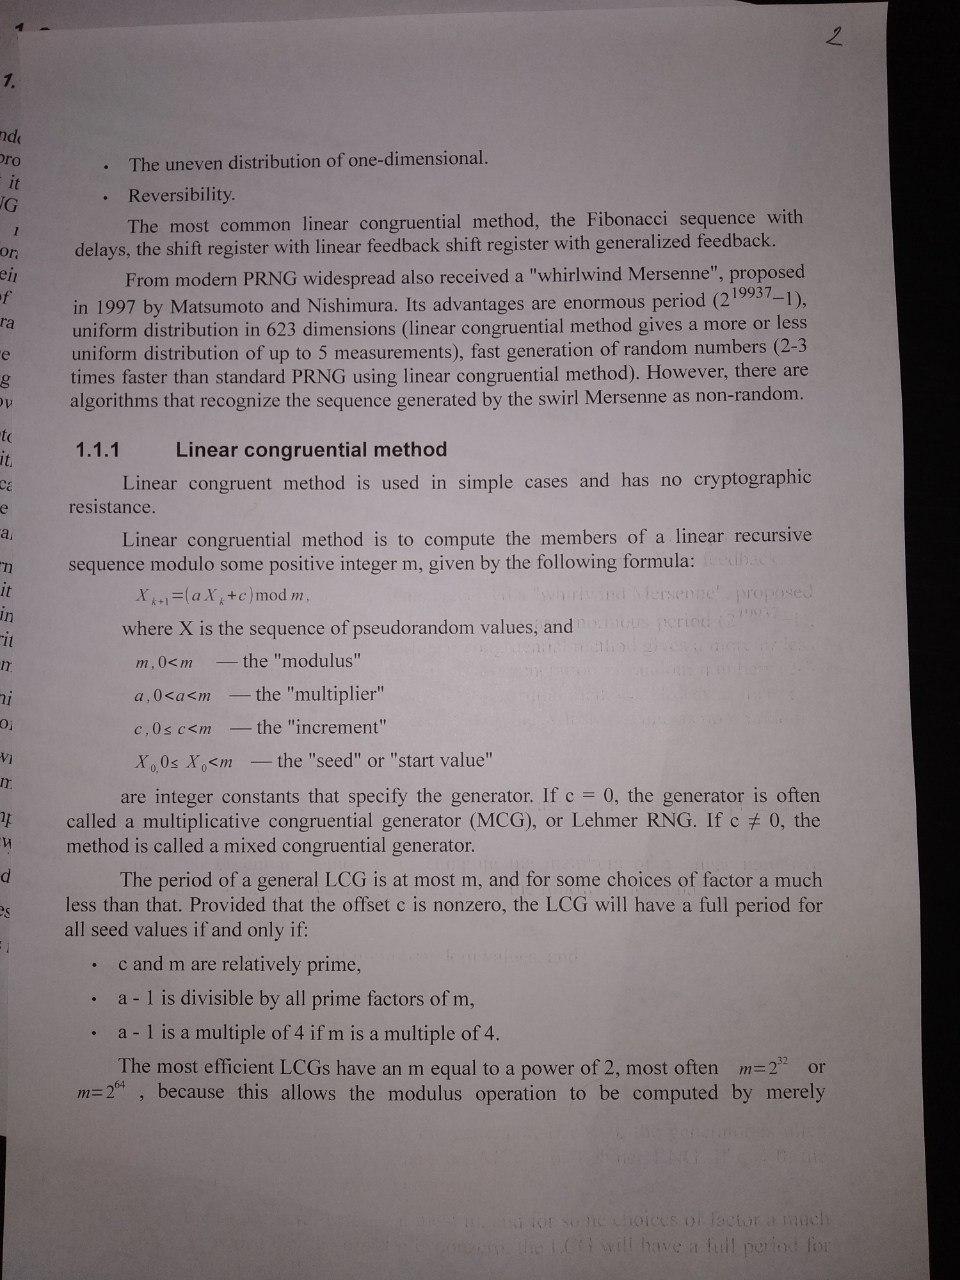 2
• The uneven distribution of one-dimensional.
• Reversibility.
The most common linear congruential method, the Fibonacci sequence with
delays, the shift register with linear feedback shift register with generalized feedback.
From modern PRNG widespread also received a "whirlwind Mersenne", proposed
in 1997 by Matsumoto and Nishimura. Its advantages are enormous period (2^19937–1),
uniform distribution in 623 dimensions (linear congruential method gives a more or less
uniform distribution of up to 5 measurements), fast generation of random numbers (2-3
times faster than standard PRNG using linear congruential method). However, there are
algorithms that recognize the sequence generated by the swirl Mersenne as non-random.
1.1.1 Linear congruential method
Linear congruent method is used in simple cases and has no cryptographic
resistance.
Linear congruential method is to compute the members of a linear recursive
sequence modulo some positive integer m, given by the following formula:
X_{k+1}=(a X_k+c) mod m,
where X is the sequence of pseudorandom values, and
m, 0<m — the "modulus"
a, 0<a<m — the "multiplier"
c, 0≤ c<m — the "increment"
X_0, 0≤ X_0<m — the "seed" or "start value"
are integer constants that specify the generator. If c = 0, the generator is often
called a multiplicative congruential generator (MCG), or Lehmer RNG. If c ≠ 0, the
method is called a mixed congruential generator.
The period of a general LCG is at most m, and for some choices of factor a much
less than that. Provided that the offset c is nonzero, the LCG will have a full period for
all seed values if and only if:
• c and m are relatively prime,
• a - 1 is divisible by all prime factors of m,
• a - 1 is a multiple of 4 if m is a multiple of 4.
The most efficient LCGs have an m equal to a power of 2, most often m=2^32 or
m=2^64 , because this allows the modulus operation to be computed by merely